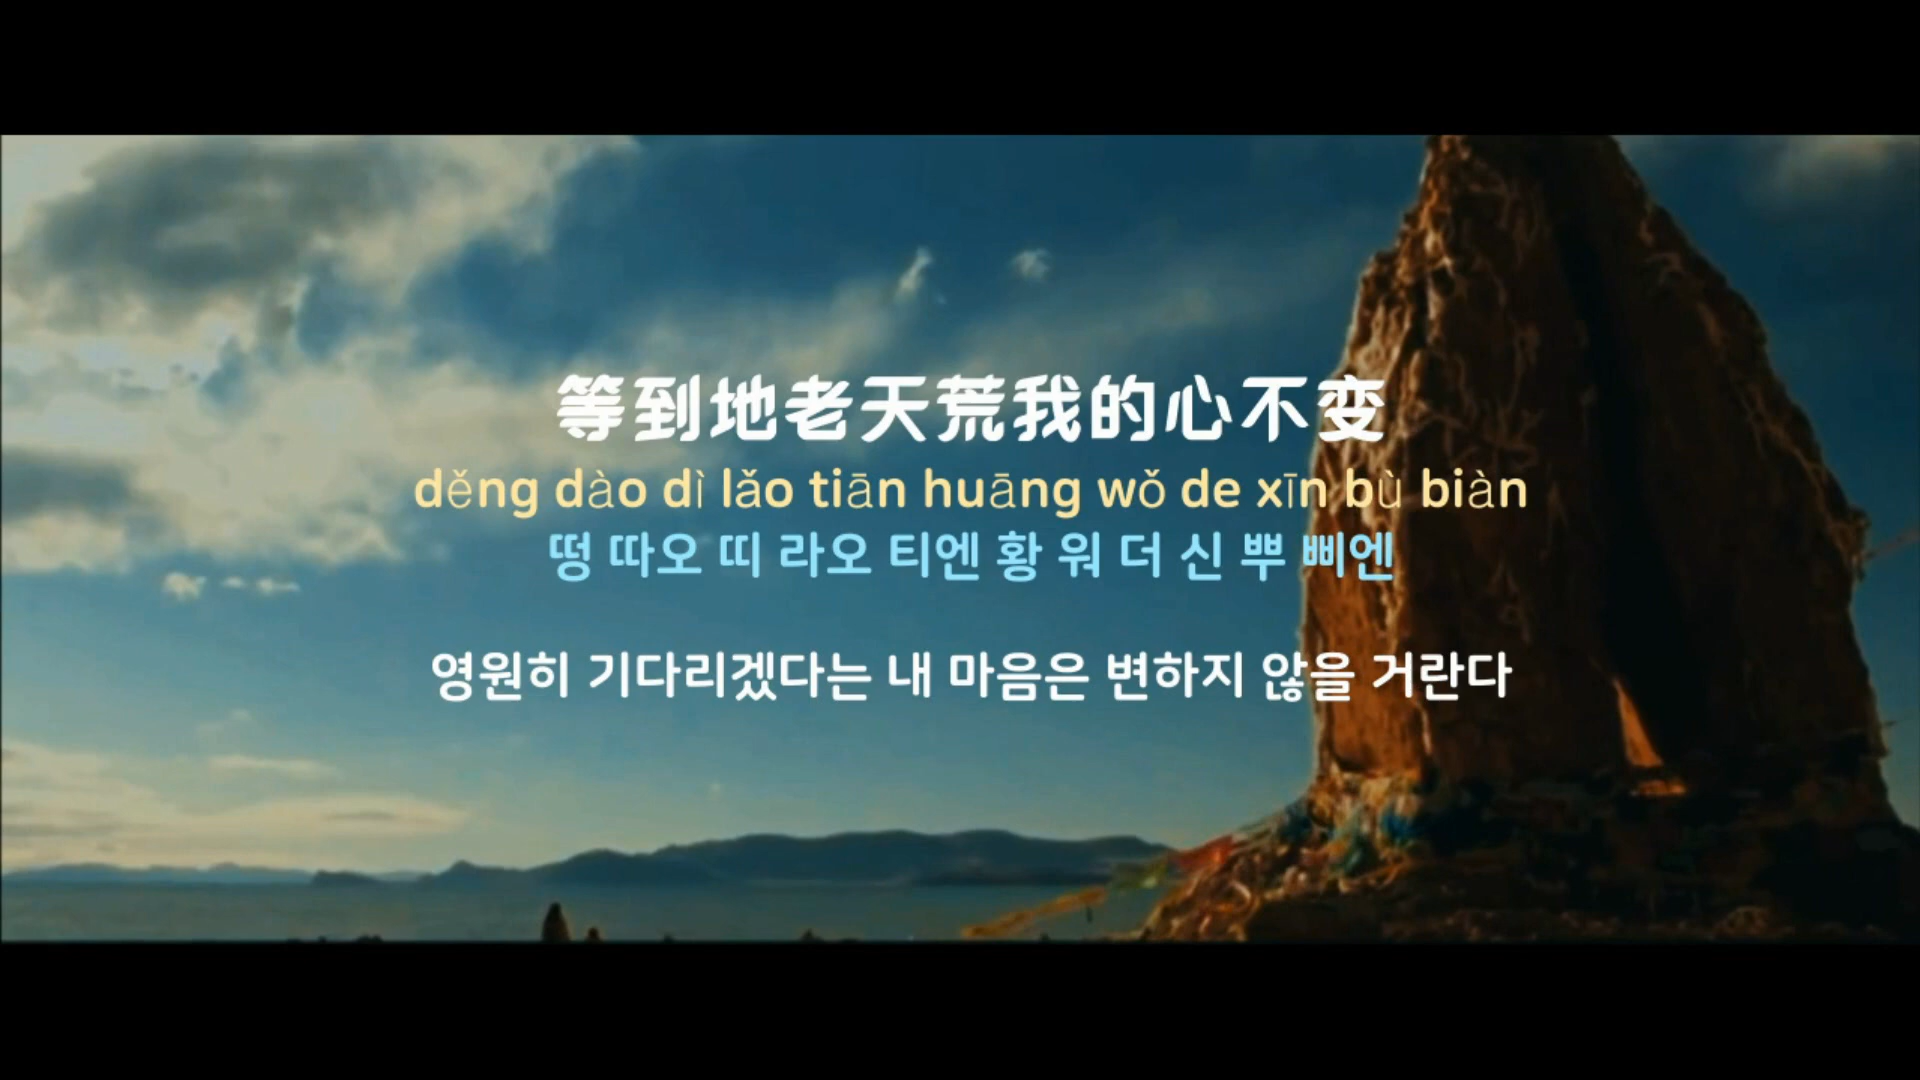 等到地老天荒我的心不变
děng dào dì lǎo tiān huāng wǒ de xīn bù biàn
떵 따오 띠 라오 티엔 황 워 더 신 뿌 삐엔
영원히 기다리겠다는 내 마음은 변하지 않을 거란다